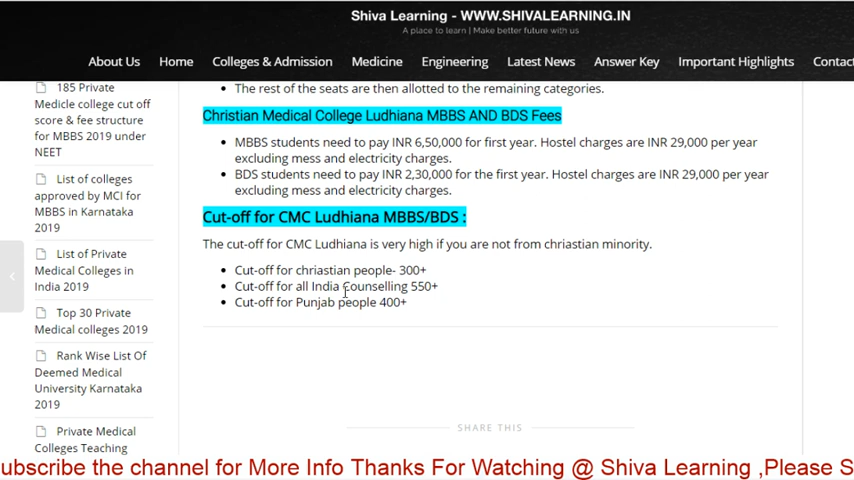 Shiva Learning - WWW.SHIVALEARNING.IN
A place to learn | Make better future with us
About Us Home Colleges & Admission Medicine Engineering Latest News Answer Key Important Highlights Contac
185 Private
Medicle college cut off
score & fee structure
for MBBS 2019 under
NEET
List of colleges
approved by MCI for
MBBS in Karnataka
2019
List of Private
Medical Colleges in
India 2019
Top 30 Private
Medical colleges 2019
Rank Wise List Of
Deemed Medical
University Karnataka
2019
Private Medical
Colleges Teaching
The rest of the seats are then allotted to the remaining categories.
Christian Medical College Ludhiana MBBS AND BDS Fees
MBBS students need to pay INR 6,50,000 for first year. Hostel charges are INR 29,000 per year
excluding mess and electricity charges.
BDS students need to pay INR 2,30,000 for the first year. Hostel charges are INR 29,000 per year
excluding mess and electricity charges.
Cut-off for CMC Ludhiana MBBS/BDS :
The cut-off for CMC Ludhiana is very high if you are not from chriastian minority.
Cut-off for chriastian people- 300+
Cut-off for all India Counselling 550+
Cut-off for Punjab people 400+
SHARE THIS
ubscribe the channel for More Info Thanks For Watching @ Shiva Learning ,Please S